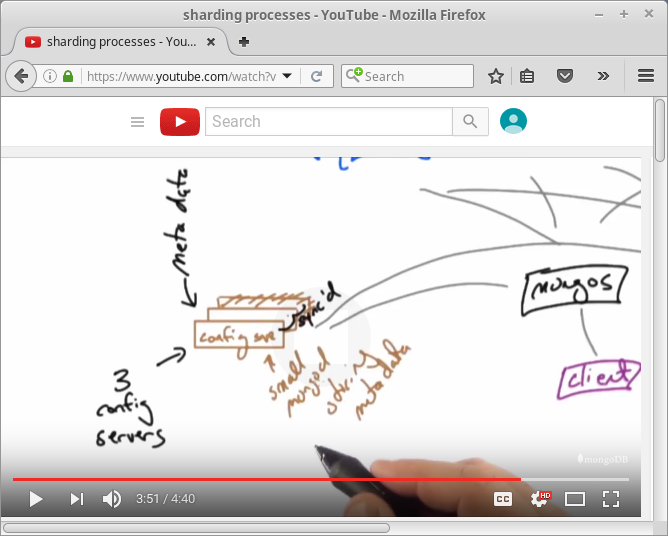 sharding processes - YouTube - Mozilla Firefox
sharding processes - You...
https://www.youtube.com/watch?v
Search
Search
meta data
sync'd
mongos
config svr
small
mongod
storing
meta data
client
3
config
servers
mongoDB
3:51 / 4:40
CC
HD